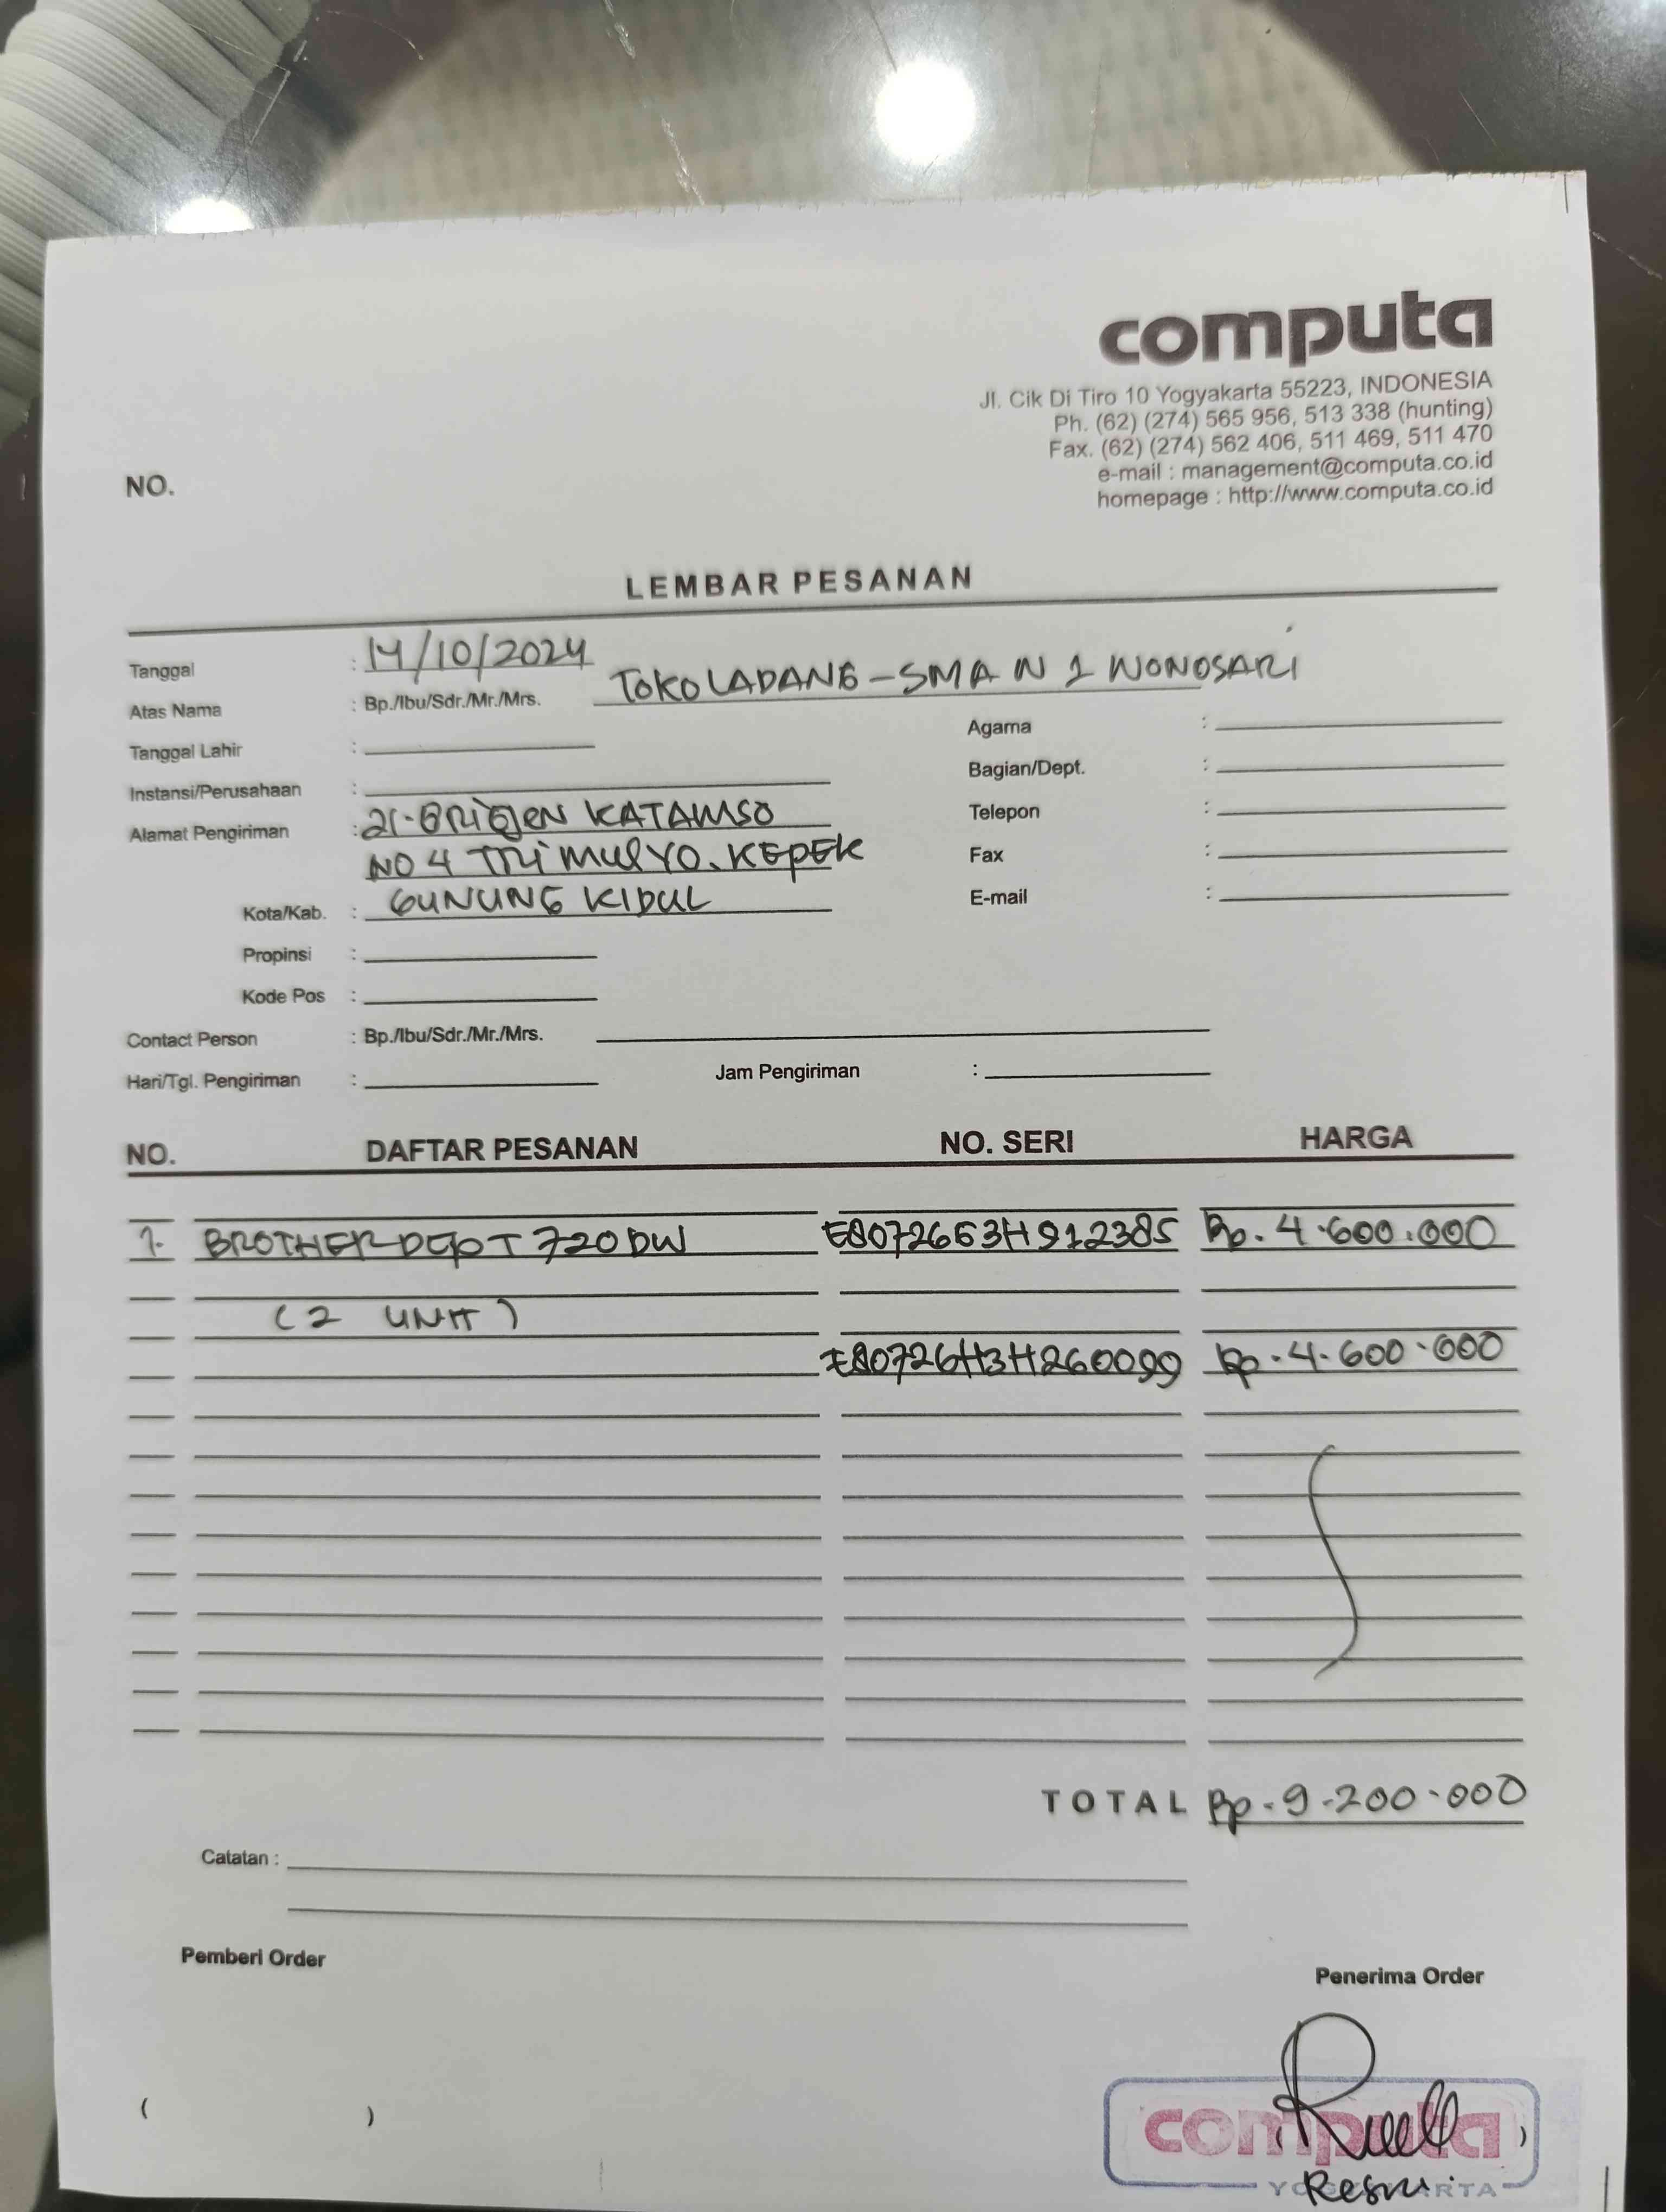 computa
Jl. Cik Di Tiro 10 Yogyakarta 55223, INDONESIA
Ph. (62) (274) 565 956, 513 338 (hunting)
Fax. (62) (274) 562 406, 511 469, 511 470
e-mail : management@computa.co.id
homepage : http://www.computa.co.id
NO.
LEMBAR PESANAN
Tanggal : 14/10/2024
Atas Nama : Bp./Ibu/Sdr./Mr./Mrs. TOKO LADANG - SMA N 1 WONOSARI
Tanggal Lahir :
Agama :
Instansi/Perusahaan :
Bagian/Dept. :
Alamat Pengiriman : Jl. BRIGJEN KATAMSO
Telepon :
NO 4 TRIMULYO. KEPEK
Fax :
Kota/Kab. : GUNUNG KIDUL
E-mail :
Propinsi :
Kode Pos :
Contact Person : Bp./Ibu/Sdr./Mr./Mrs.
Hari/Tgl. Pengiriman : Jam Pengiriman :
NO. DAFTAR PESANAN NO. SERI HARGA
1. BROTHER DCP T 720 DW E80726G3H912385 Rp. 4.600.000
(2 UNIT)
E80726H3H260099 Rp. 4.600.000
TOTAL Rp. 9.200.000
Catatan :
Pemberi Order
Penerima Order
( )
computa )
Resmi